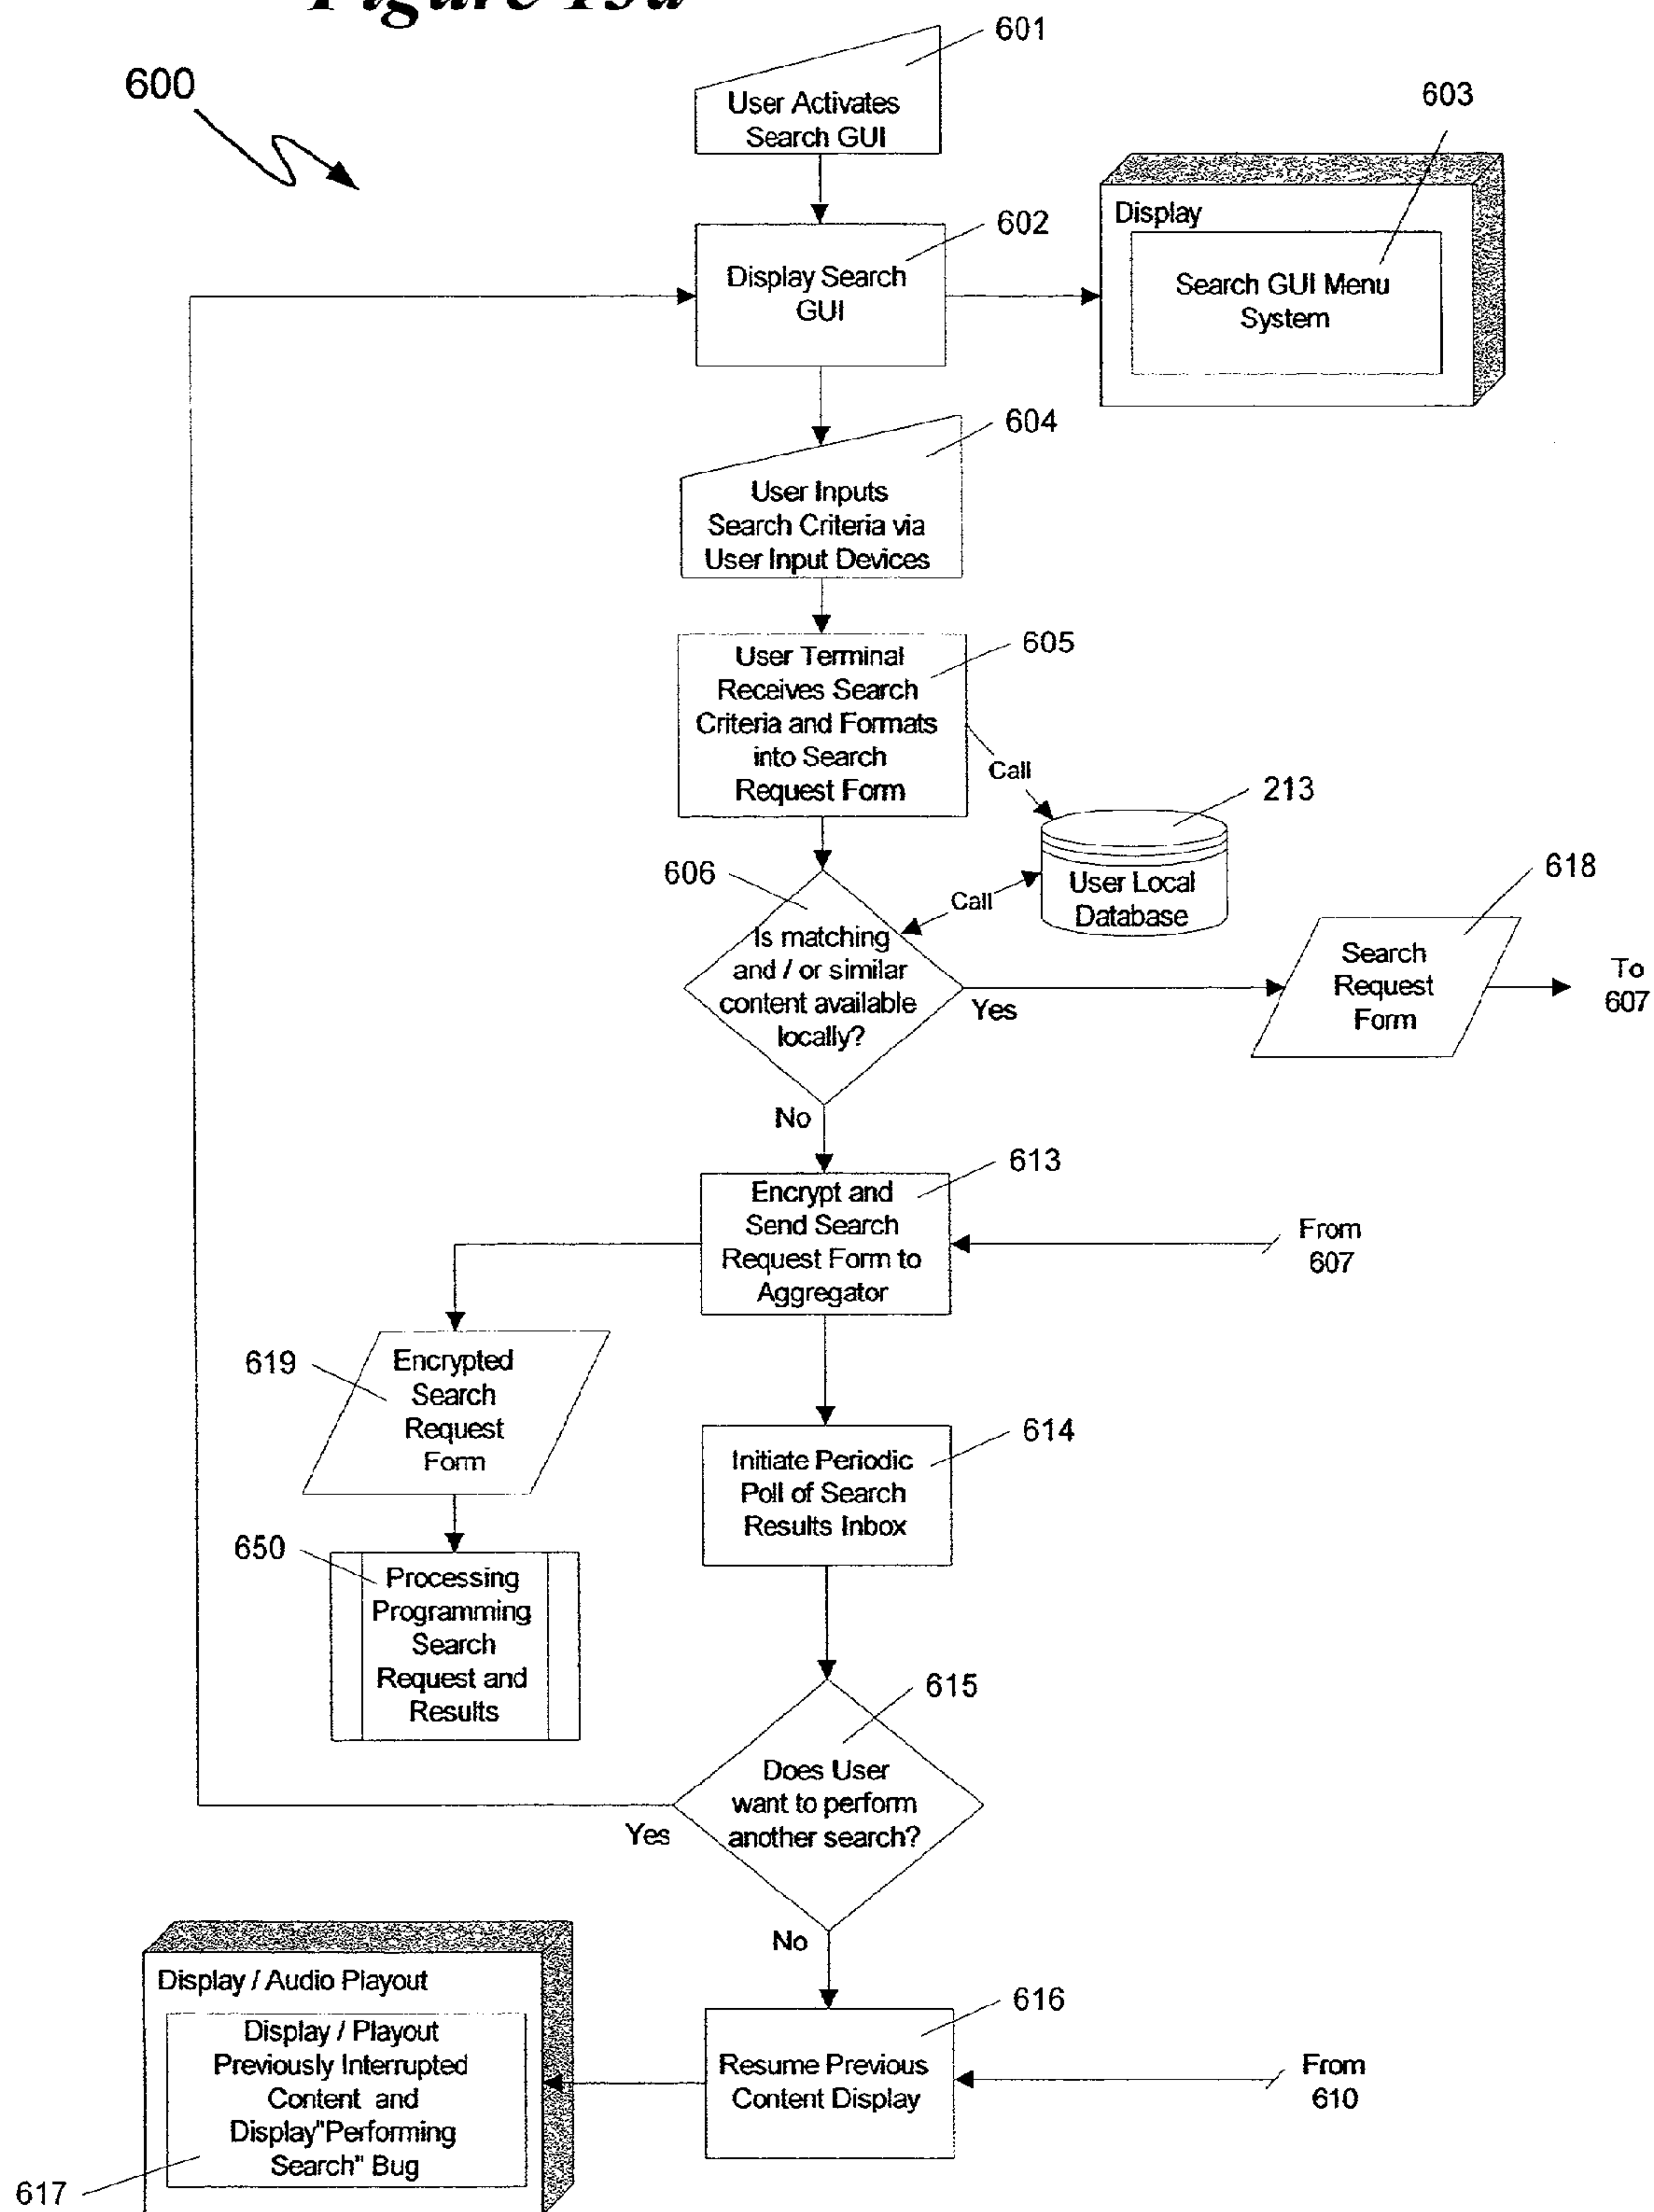 Figure 15a
600
601
User Activates
Search GUI
603
602
Display Search
GUI
Display
Search GUI Menu
System
604
User Inputs
Search Criteria via
User Input Devices
605
User Terminal
Receives Search
Criteria and Formats
into Search
Request Form
Call
213
User Local
Database
606
Call
Is matching
and / or similar
content available
locally?
Yes
618
Search
Request
Form
To
607
No
613
Encrypt and
Send Search
Request Form to
Aggregator
From
607
619
Encrypted
Search
Request
Form
614
Initiate Periodic
Poll of Search
Results Inbox
650
Processing
Programming
Search
Request and
Results
615
Does User
want to perform
another search?
Yes
No
616
Resume Previous
Content Display
From
610
Display / Audio Playout
Display / Playout
Previously Interrupted
Content and
Display"Performing
Search" Bug
617